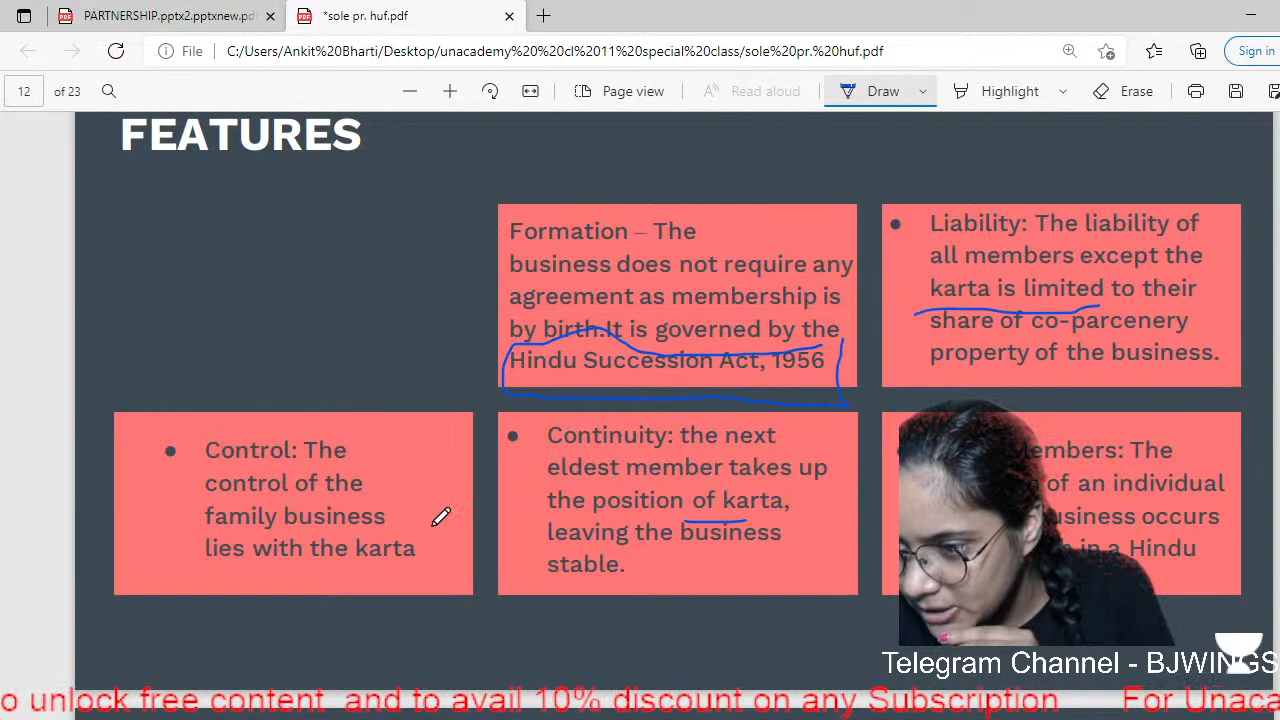 PARTNERSHIP.pptx2.pptxnew.pd
*sole pr. huf.pdf
File
C:/Users/Ankit%20Bharti/Desktop/unacademy%20%20cl%2011%20special%20class/sole%20pr.%20huf.pdf
Sign in
12 of 23
Page view
Read aloud
Draw
Highlight
Erase
FEATURES
Formation – The
business does not require any
agreement as membership is
by birth.It is governed by the
Hindu Succession Act, 1956
• Liability: The liability of
all members except the
karta is limited to their
share of co-parcenery
property of the business.
• Control: The
control of the
family business
lies with the karta
• Continuity: the next
eldest member takes up
the position of karta,
leaving the business
stable.
embers: The
of an individual
usiness occurs
in a Hindu
Telegram Channel - BJWINGS
o unlock free content and to avail 10% discount on any Subscription For Unaca